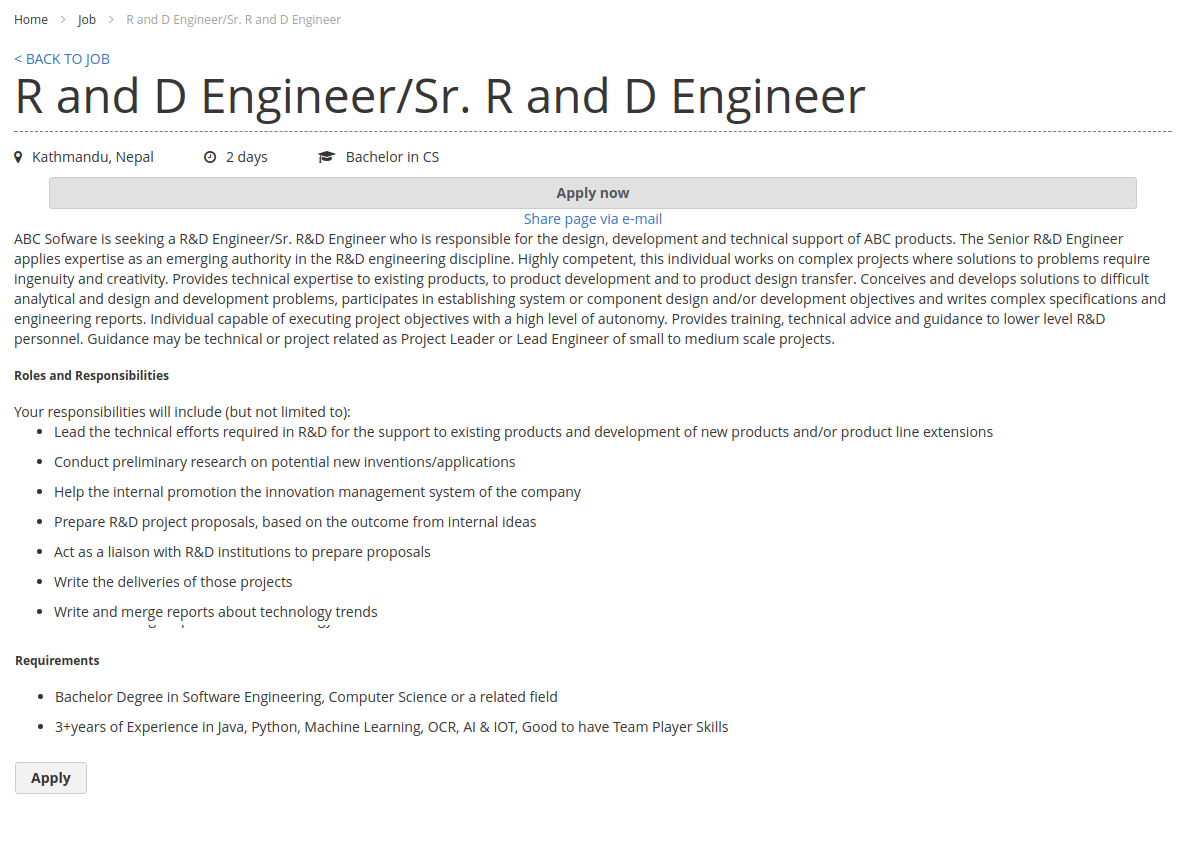 Home > Job > R and D Engineer/Sr. R and D Engineer
< BACK TO JOB
R and D Engineer/Sr. R and D Engineer
Kathmandu, Nepal 2 days Bachelor in CS
Apply now
Share page via e-mail
ABC Sofware is seeking a R&D Engineer/Sr. R&D Engineer who is responsible for the design, development and technical support of ABC products. The Senior R&D Engineer
applies expertise as an emerging authority in the R&D engineering discipline. Highly competent, this individual works on complex projects where solutions to problems require
ingenuity and creativity. Provides technical expertise to existing products, to product development and to product design transfer. Conceives and develops solutions to difficult
analytical and design and development problems, participates in establishing system or component design and/or development objectives and writes complex specifications and
engineering reports. Individual capable of executing project objectives with a high level of autonomy. Provides training, technical advice and guidance to lower level R&D
personnel. Guidance may be technical or project related as Project Leader or Lead Engineer of small to medium scale projects.
Roles and Responsibilities
Your responsibilities will include (but not limited to):
• Lead the technical efforts required in R&D for the support to existing products and development of new products and/or product line extensions
• Conduct preliminary research on potential new inventions/applications
• Help the internal promotion the innovation management system of the company
• Prepare R&D project proposals, based on the outcome from internal ideas
• Act as a liaison with R&D institutions to prepare proposals
• Write the deliveries of those projects
• Write and merge reports about technology trends
Requirements
• Bachelor Degree in Software Engineering, Computer Science or a related field
• 3+years of Experience in Java, Python, Machine Learning, OCR, AI & IOT, Good to have Team Player Skills
Apply